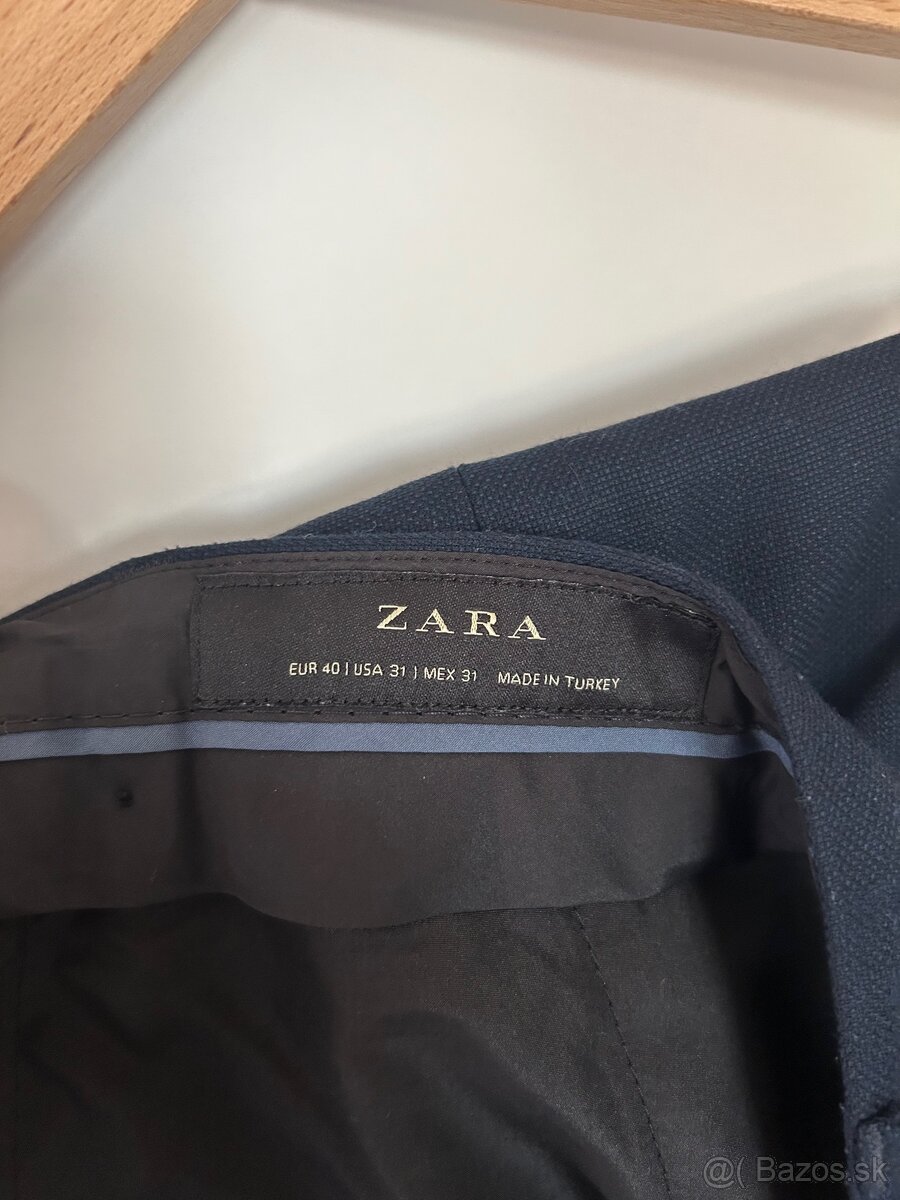 ZARA
EUR 40 | USA 31 | MEX 31 MADE IN TURKEY
@( Bazos.sk